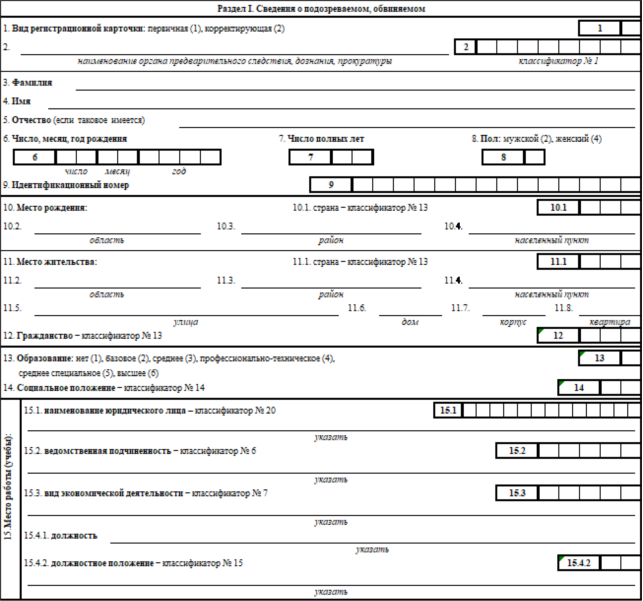 Раздел I. Сведения о подозреваемом, обвиняемом
1. Вид регистрационной карточки: первичная (1), корректирующая (2) 1
2. 2
наименование органа предварительного следствия, дознания, прокуратуры классификатор № 1
3. Фамилия
4. Имя
5. Отчество (если таковое имеется)
6. Число, месяц, год рождения 7. Число полных лет 8. Пол: мужской (2), женский (4)
6 7 8
число месяц год
9. Идентификационный номер 9
10. Место рождения: 10.1. страна – классификатор № 13 10.1
10.2. 10.3. 10.4.
область район населенный пункт
11. Место жительства: 11.1. страна – классификатор № 13 11.1
11.2 11.3. 11.4.
область район населенный пункт
11.5. 11.6. 11.7. 11.8.
улица дом корпус квартира
12. Гражданство – классификатор № 13 12
13. Образование: нет (1), базовое (2), среднее (3), профессионально-техническое (4), 13
среднее специальное (5), высшее (6)
14. Социальное положение – классификатор № 14 14
15.Место работы (учебы):
15.1. наименование юридического лица – классификатор № 20 15.1
указать
15.2. ведомственная подчиненность – классификатор № 6 15.2
указать
15.3. вид экономической деятельности – классификатор № 7 15.3
указать
15.4.1. должность
указать
15.4.2. должностное положение – классификатор № 15 15.4.2
указать